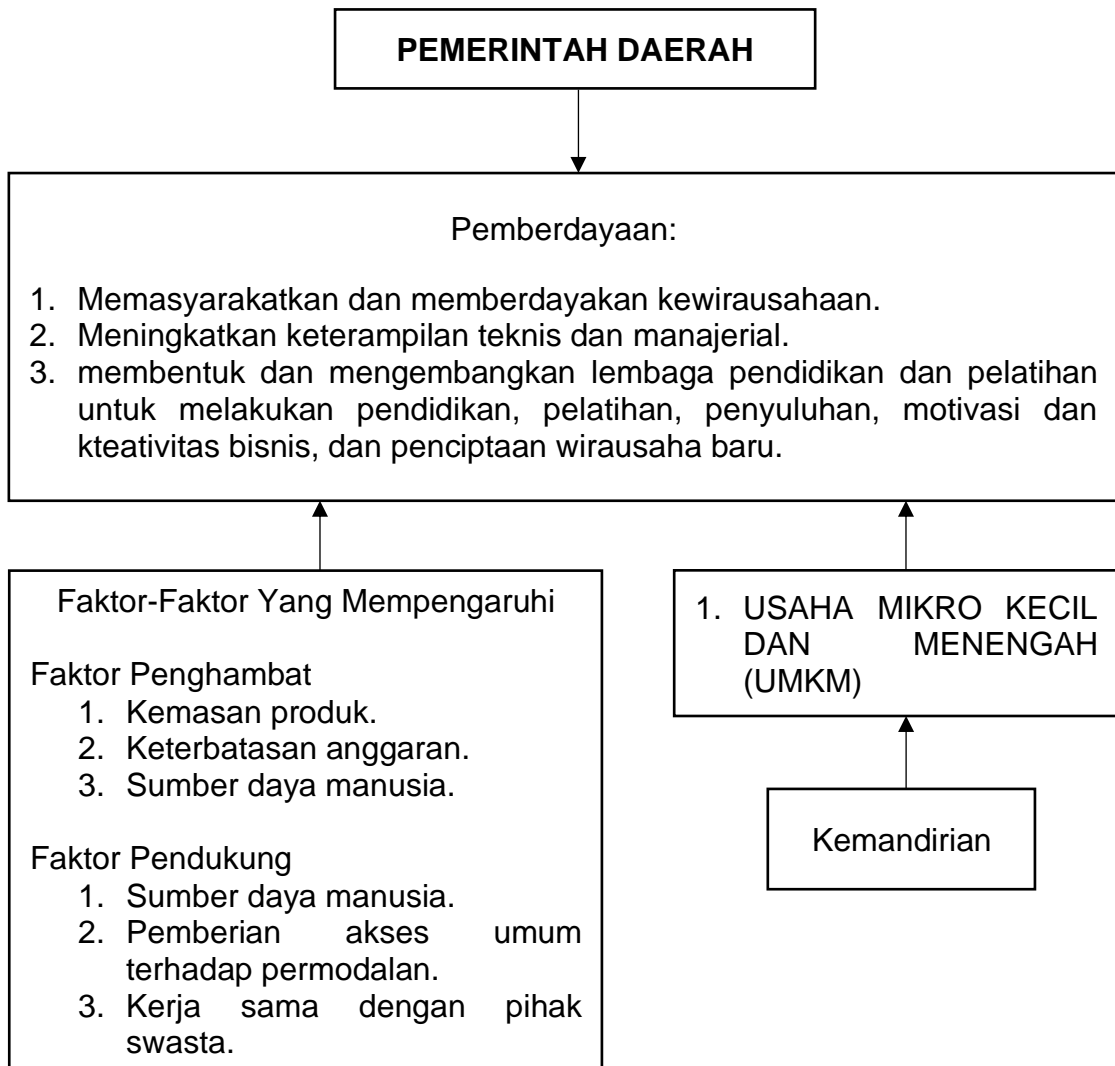 PEMERINTAH DAERAH
Pemberdayaan:
1. Memasyarakatkan dan memberdayakan kewirausahaan.
2. Meningkatkan keterampilan teknis dan manajerial.
3. membentuk dan mengembangkan lembaga pendidikan dan pelatihan
untuk melakukan pendidikan, pelatihan, penyuluhan, motivasi dan
kteativitas bisnis, dan penciptaan wirausaha baru.
Faktor-Faktor Yang Mempengaruhi
Faktor Penghambat
1. Kemasan produk.
2. Keterbatasan anggaran.
3. Sumber daya manusia.
Faktor Pendukung
1. Sumber daya manusia.
2. Pemberian akses umum
terhadap permodalan.
3. Kerja sama dengan pihak
swasta.
1. USAHA MIKRO KECIL
DAN MENENGAH
(UMKM)
Kemandirian